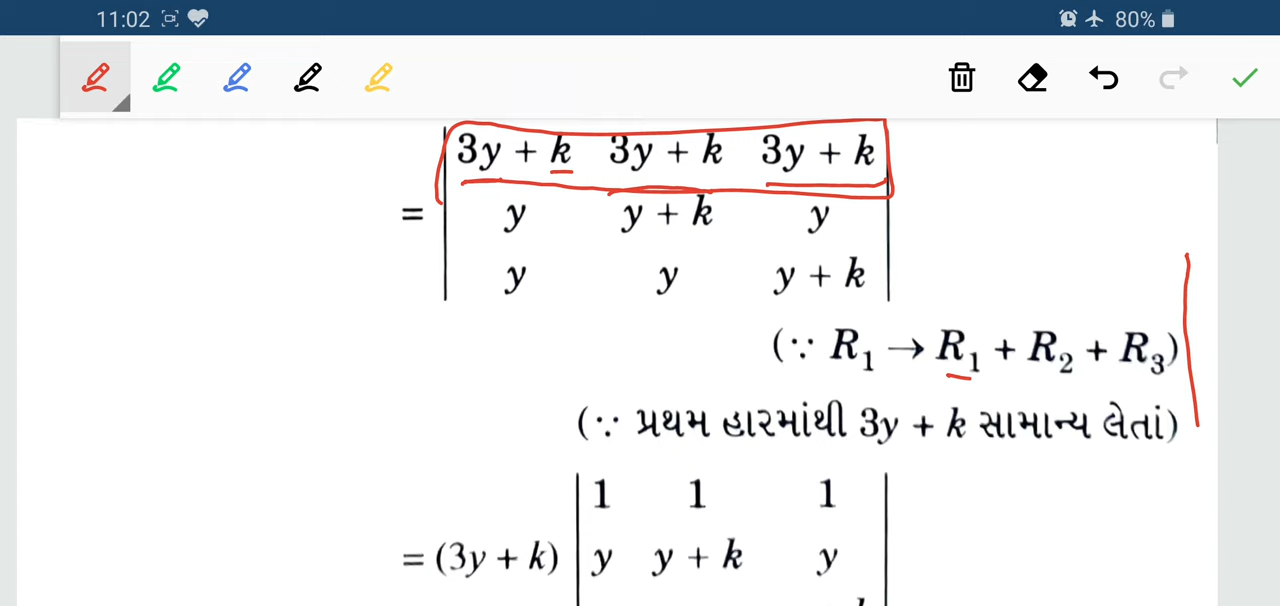 11:02 80%
3y + k 3y + k 3y + k
= y y + k y
y y y + k
(∵ R₁ → R₁ + R₂ + R₃)
(∵ પ્રથમ હારમાંથી 3y + k સામાન્ય લેતાં)
1 1 1
= (3y + k) y y + k y